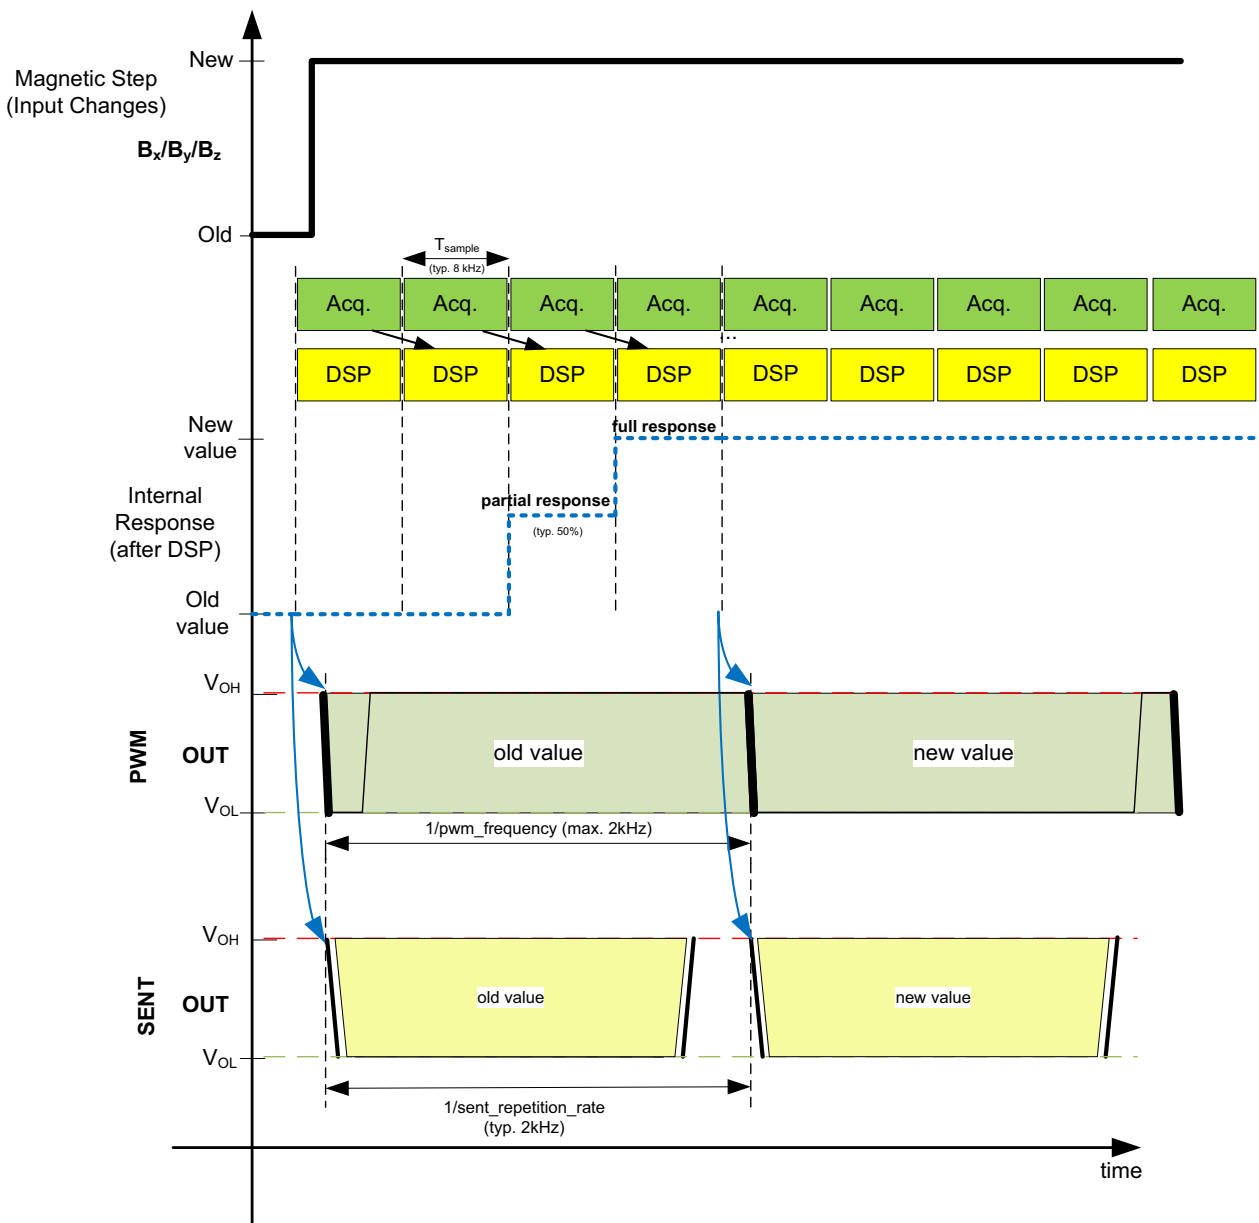 New
Magnetic Step
(Input Changes)
Bx/By/Bz
Old
Tsample
(typ. 8 kHz)
Acq. Acq. Acq. Acq. Acq. Acq. Acq. Acq. Acq.
...
DSP DSP DSP DSP DSP DSP DSP DSP DSP
New
value
full response
Internal
Response
(after DSP)
partial response
(typ. 50%)
Old
value
VOH
PWM
OUT
old value
new value
VOL
1/pwm_frequency (max. 2kHz)
VOH
SENT
OUT
old value
new value
VOL
1/sent_repetition_rate
(typ. 2kHz)
time